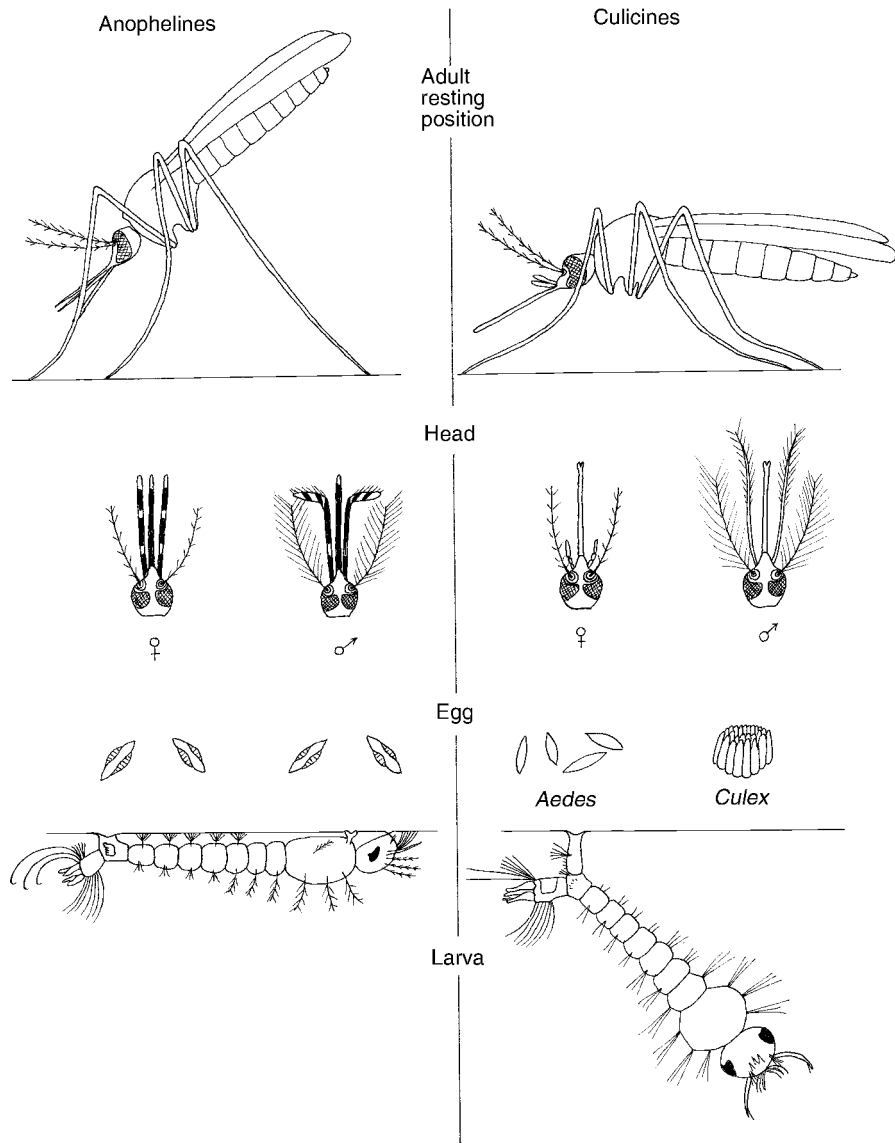 Anophelines
Culicines
Adult
resting
position
Head
♀
♂
♀
♂
Egg
Aedes
Culex
Larva